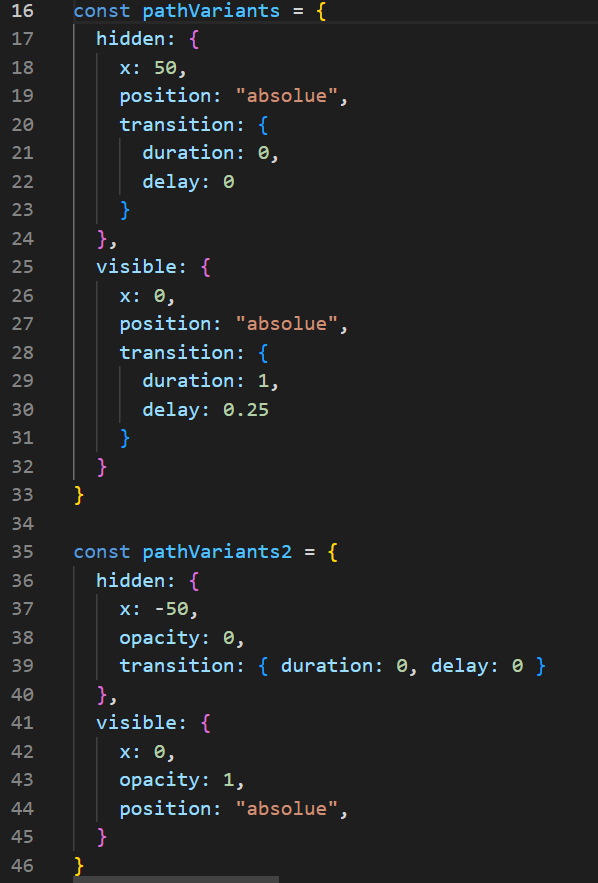 16 const pathVariants = {
17   hidden: {
18     x: 50,
19     position: "absolue",
20     transition: {
21       duration: 0,
22       delay: 0
23     }
24   },
25   visible: {
26     x: 0,
27     position: "absolue",
28     transition: {
29       duration: 1,
30       delay: 0.25
31     }
32   }
33 }
34
35 const pathVariants2 = {
36   hidden: {
37     x: -50,
38     opacity: 0,
39     transition: { duration: 0, delay: 0 }
40   },
41   visible: {
42     x: 0,
43     opacity: 1,
44     position: "absolue",
45   }
46 }